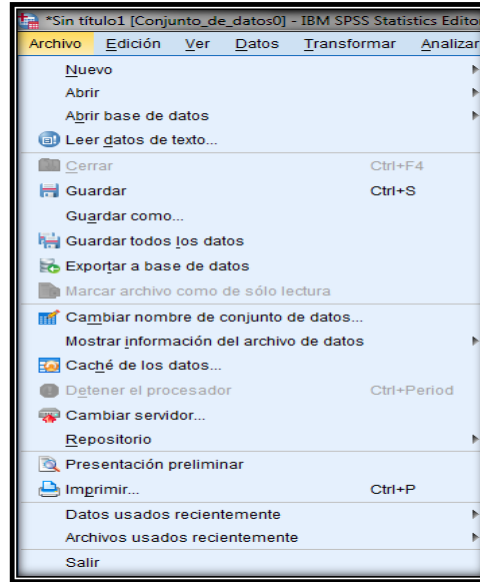 *Sin título1 [Conjunto_de_datos0] - IBM SPSS Statistics Edito
Archivo Edición Ver Datos Transformar Analizar
Nuevo
Abrir
Abrir base de datos
Leer datos de texto...
Cerrar Ctrl+F4
Guardar Ctrl+S
Guardar como...
Guardar todos los datos
Exportar a base de datos
Marcar archivo como de sólo lectura
Cambiar nombre de conjunto de datos...
Mostrar información del archivo de datos
Caché de los datos...
Detener el procesador Ctrl+Period
Cambiar servidor...
Repositorio
Presentación preliminar
Imprimir... Ctrl+P
Datos usados recientemente
Archivos usados recientemente
Salir